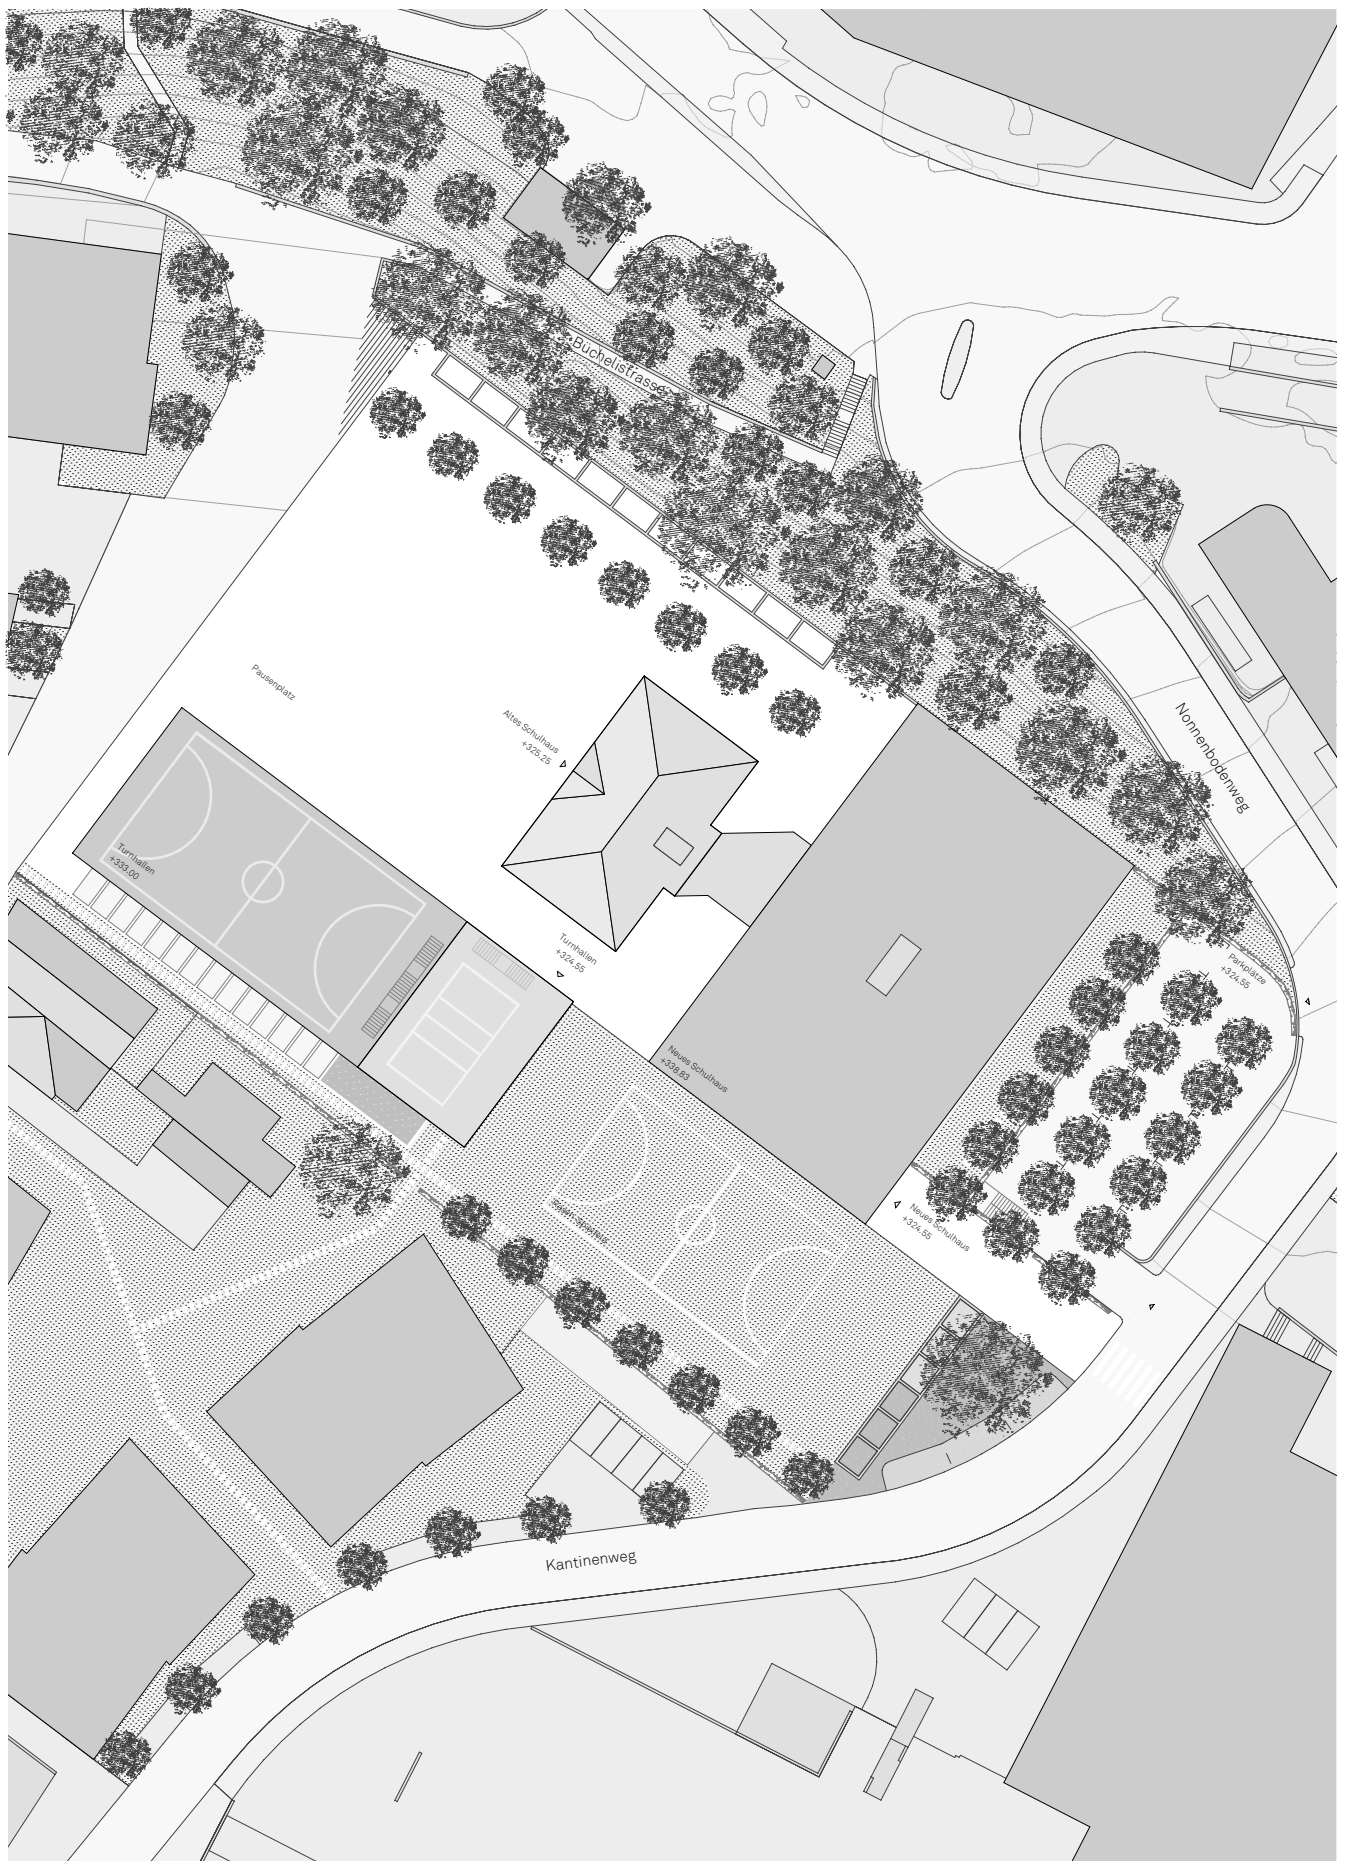 Buchelistrasse
Pausenplatz
Altes Schulhaus
+325.25
Nonnenbodenweg
Turnhallen
+333.00
Turnhallen
+324.55
Parkplätze
+324.55
Neues Schulhaus
+338.83
Neues Schulhaus
+324.55
Kantinenweg